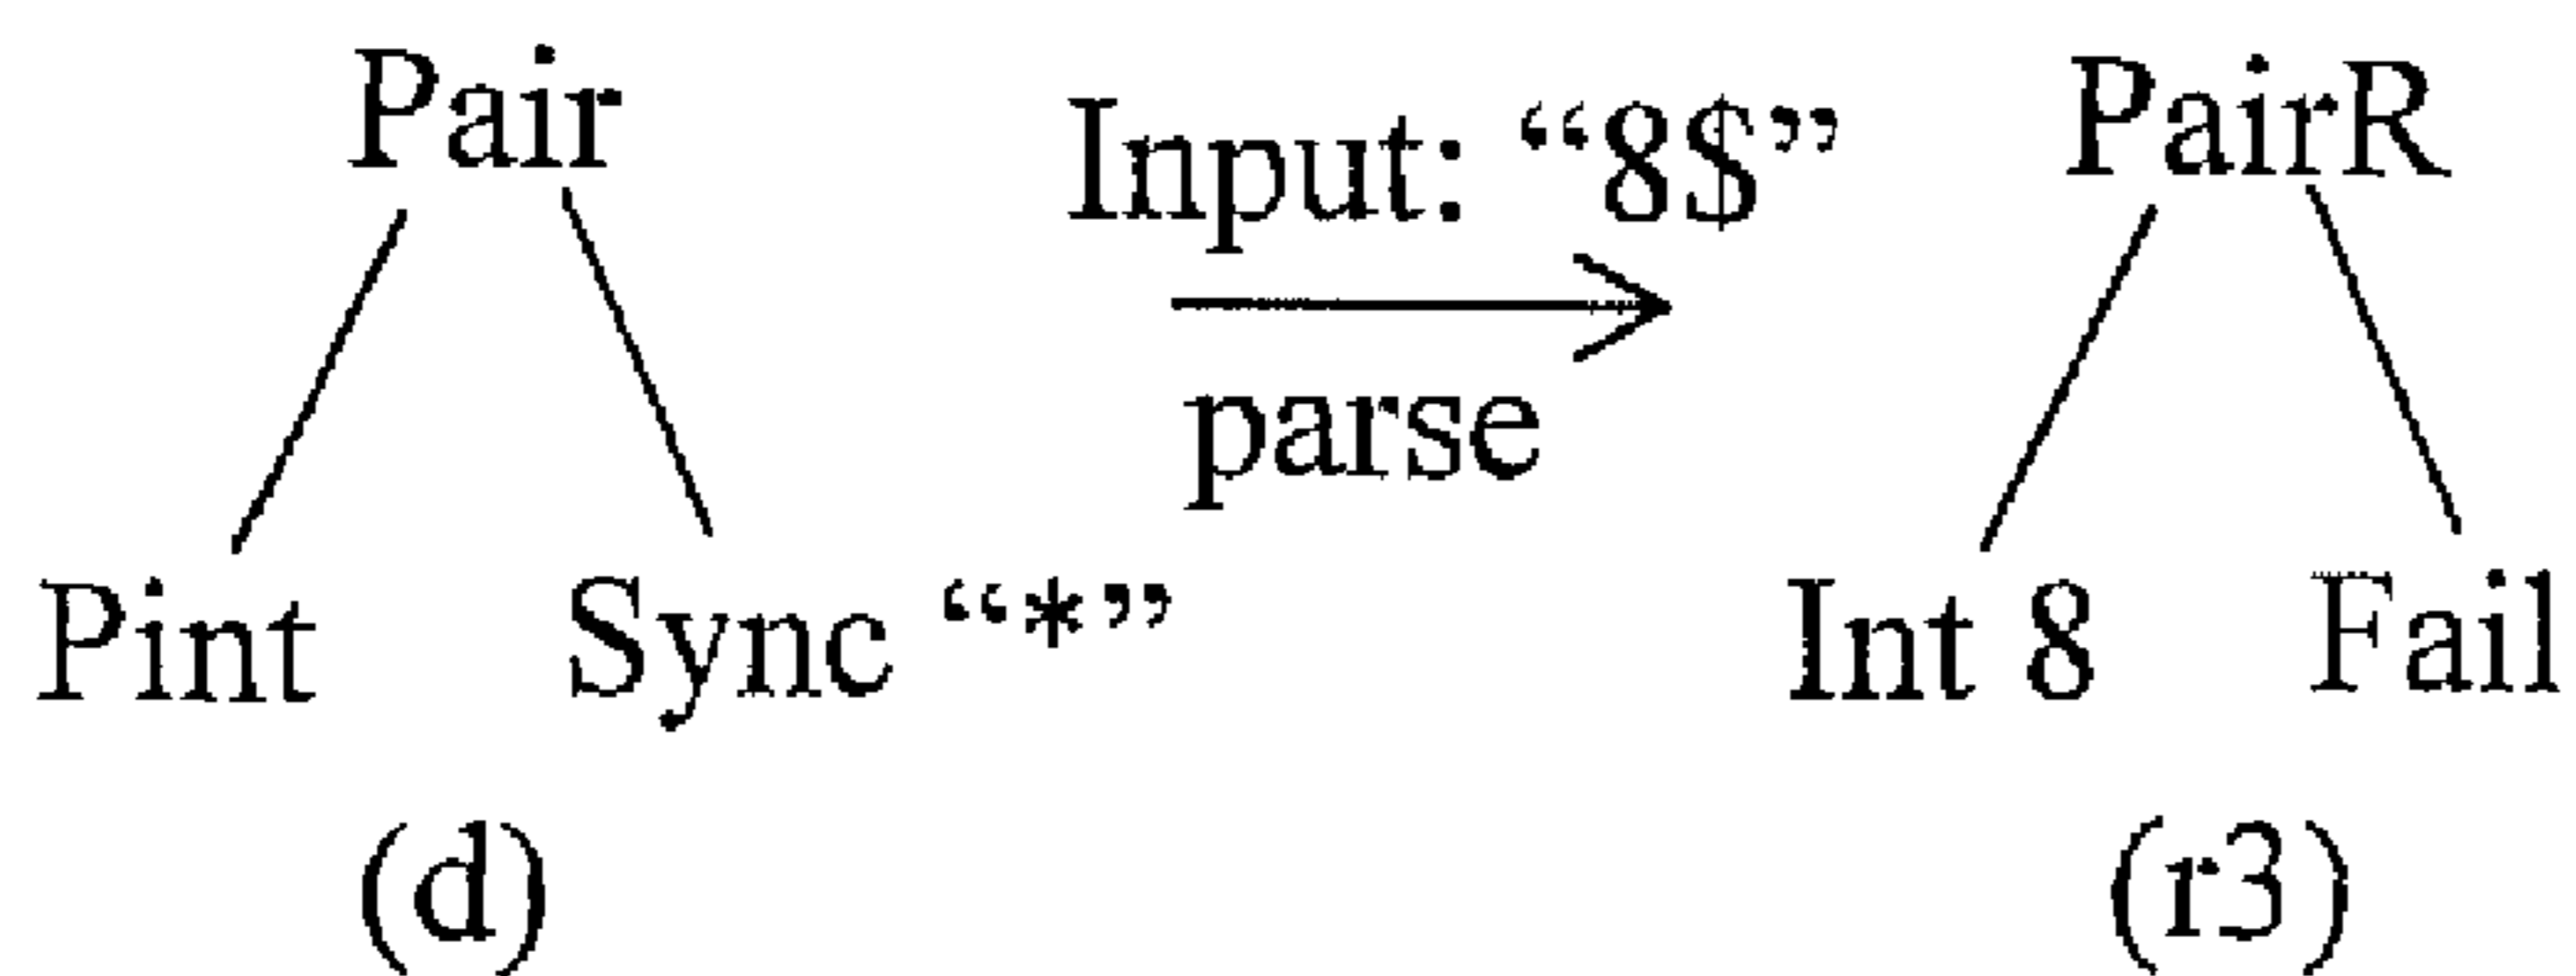 Pair
Input: “8$”
PairR
parse
Pint
Sync “*”
Int 8
Fail
(d)
(r3)